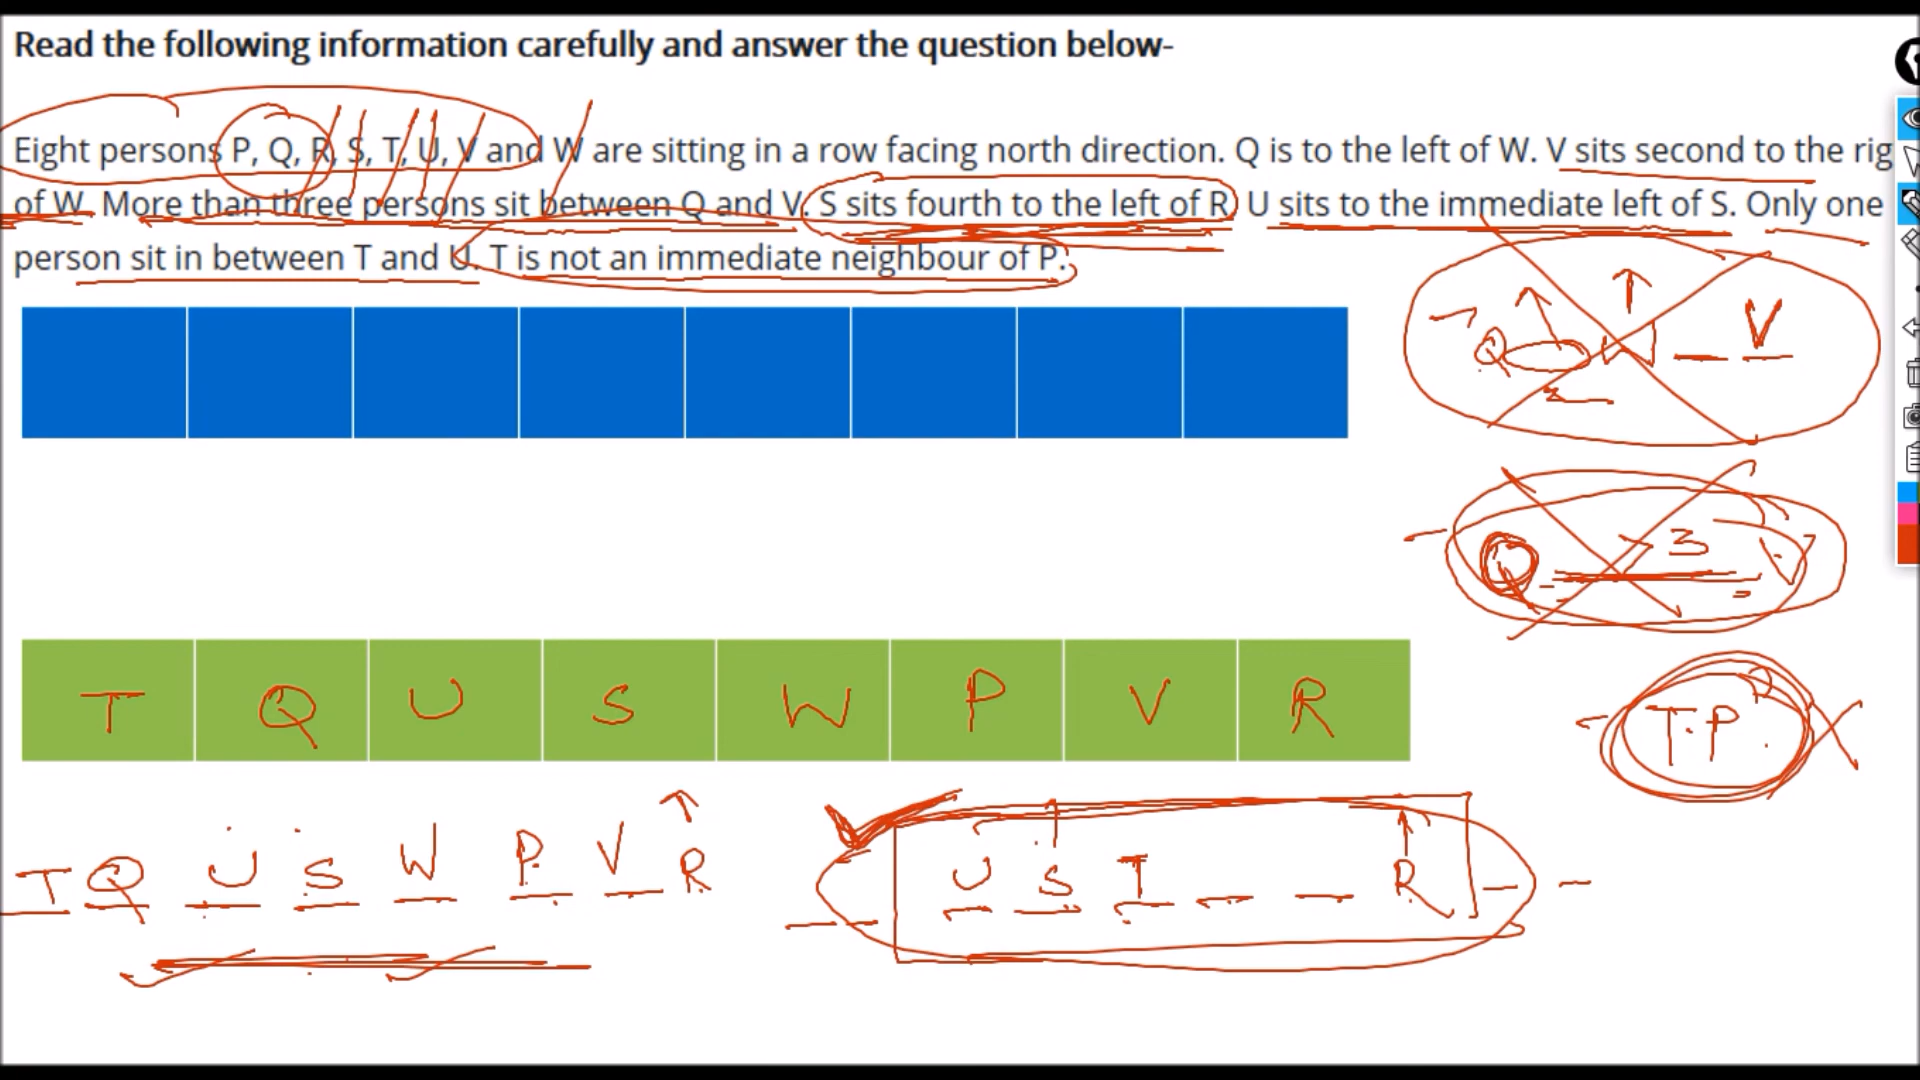 Read the following information carefully and answer the question below-
Eight persons P, Q, R, S, T, U, V and W are sitting in a row facing north direction. Q is to the left of W. V sits second to the rig
of W. More than three persons sit between Q and V. S sits fourth to the left of R. U sits to the immediate left of S. Only one
person sit in between T and U. T is not an immediate neighbour of P.
Q W V
Q 3 V
T Q U S W P V R
T.P
T Q U S W P V R
U S T R